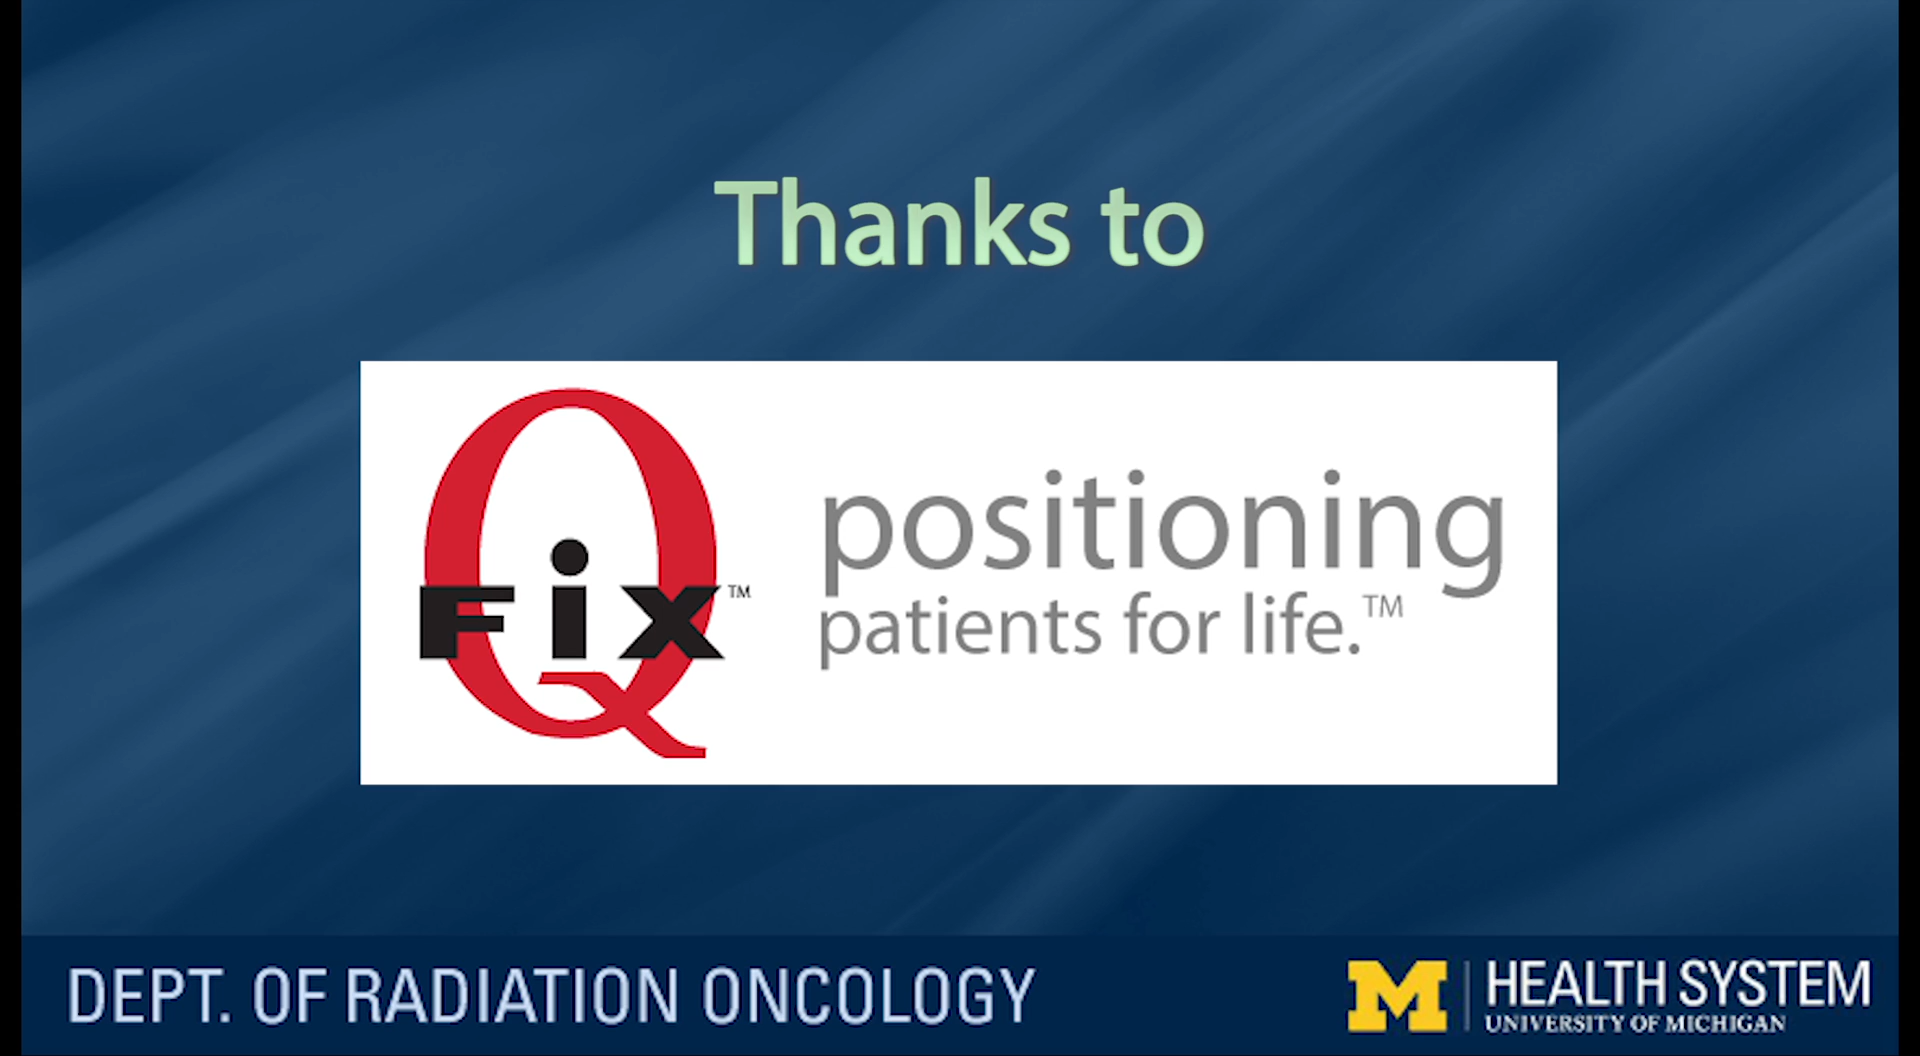 Thanks to
Q
Fix™
positioning
patients for life.™
DEPT. OF RADIATION ONCOLOGY
M
HEALTH SYSTEM
UNIVERSITY OF MICHIGAN